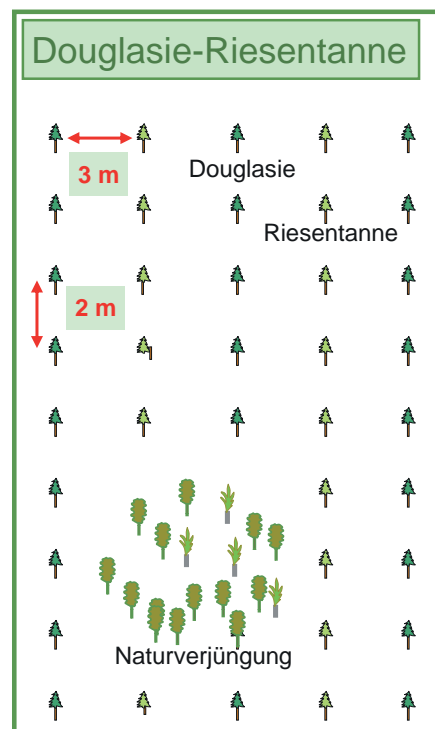 Douglasie-Riesentanne
3 m
Douglasie
Riesentanne
2 m
Naturverjüngung